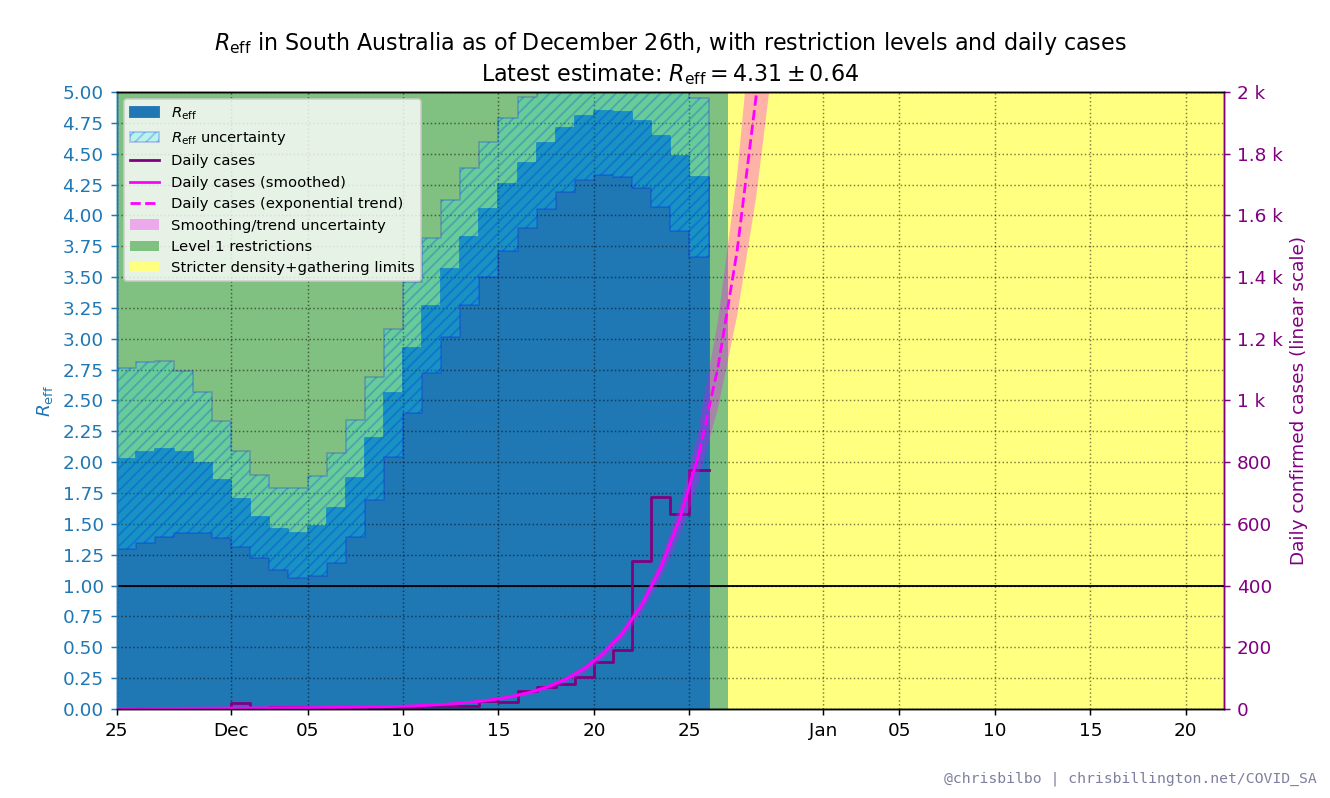 R_eff in South Australia as of December 26th, with restriction levels and daily cases
Latest estimate: R_eff = 4.31 ± 0.64
R_eff
R_eff uncertainty
Daily cases
Daily cases (smoothed)
Daily cases (exponential trend)
Smoothing/trend uncertainty
Level 1 restrictions
Stricter density+gathering limits
R_eff
5.00
4.75
4.50
4.25
4.00
3.75
3.50
3.25
3.00
2.75
2.50
2.25
2.00
1.75
1.50
1.25
1.00
0.75
0.50
0.25
0.00
2 k
1.8 k
1.6 k
1.4 k
1.2 k
1 k
800
600
400
200
0
Daily confirmed cases (linear scale)
25 Dec 05 10 15 20 25 Jan 05 10 15 20
@chrisbilbo | chrisbillington.net/COVID_SA